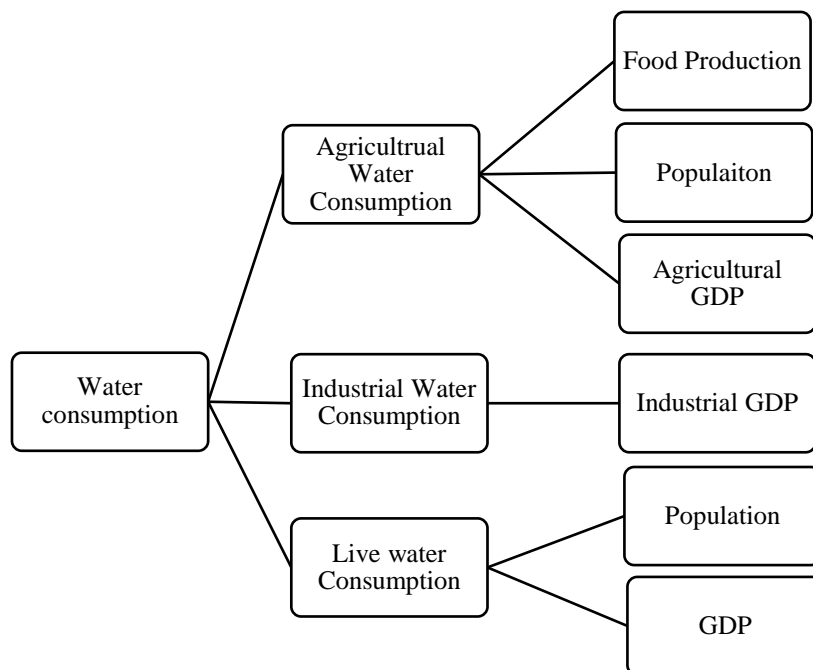 Food Production
Agricultrual
Water
Consumption
Populaiton
Agricultural
GDP
Water
consumption
Industrial Water
Consumption
Industrial GDP
Live water
Consumption
Population
GDP